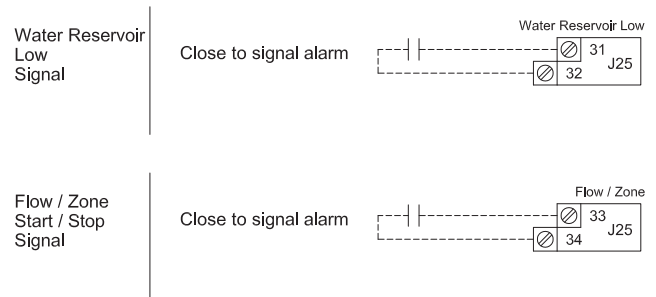 Water Reservoir Low
Water Reservoir
Low
Signal
Close to signal alarm
31
32
J25
Flow / Zone
Flow / Zone
Start / Stop
Signal
Close to signal alarm
33
34
J25